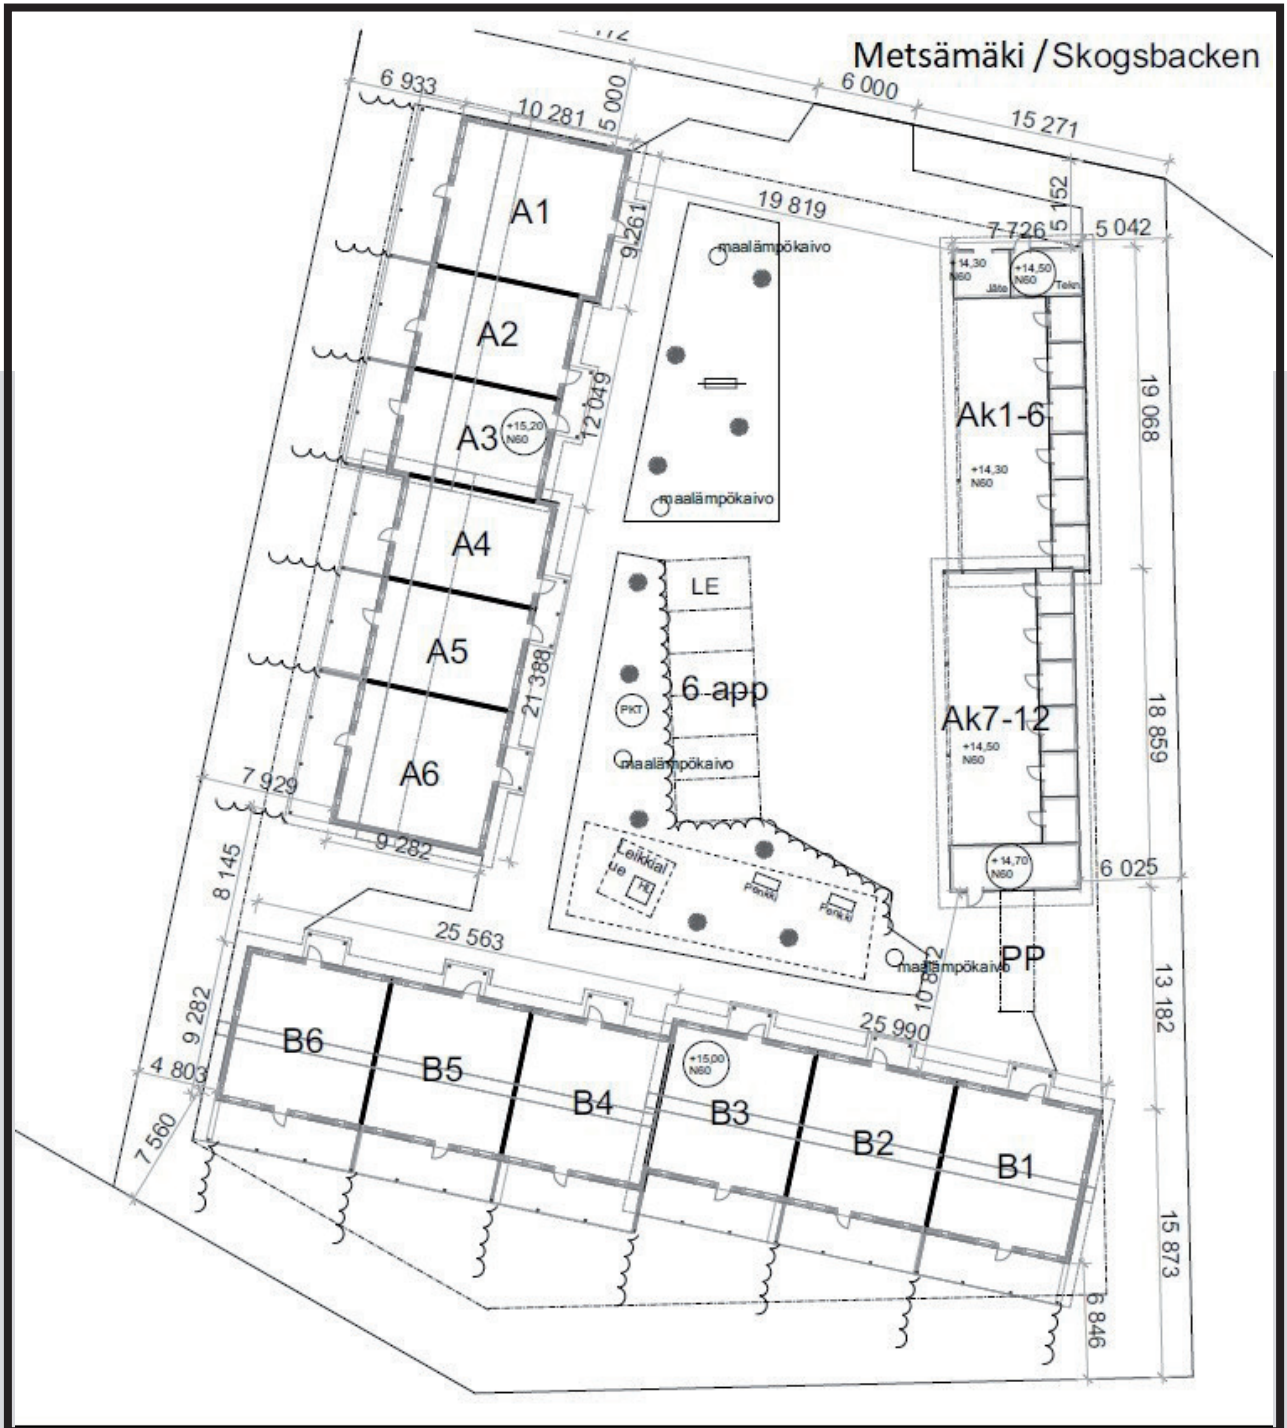 Metsämäki / Skogsbacken
6 000
15 271
6 933
10 281
5 000
5 152
19 819
7 726
5 042
A1
9 261
maalämpökaivo
+14,30
N60
Jäte
+14,50
N60
Tekn.
A2
12 049
A3
+15,20
N60
19 068
Ak1-6
+14,30
N60
maalämpökaivo
A4
LE
A5
21 388
6 app
PKT
Ak7-12
+14,50
N60
18 859
maalämpökaivo
A6
7 929
9 282
8 145
Leikkial
ue
Penkki
Penkki
+14,70
N60
6 025
25 563
maalämpökaivo
PP
10 872
13 182
9 282
4 803
7 560
25 990
B6
B5
B4
+15,00
N60
B3
B2
B1
15 873
6 846